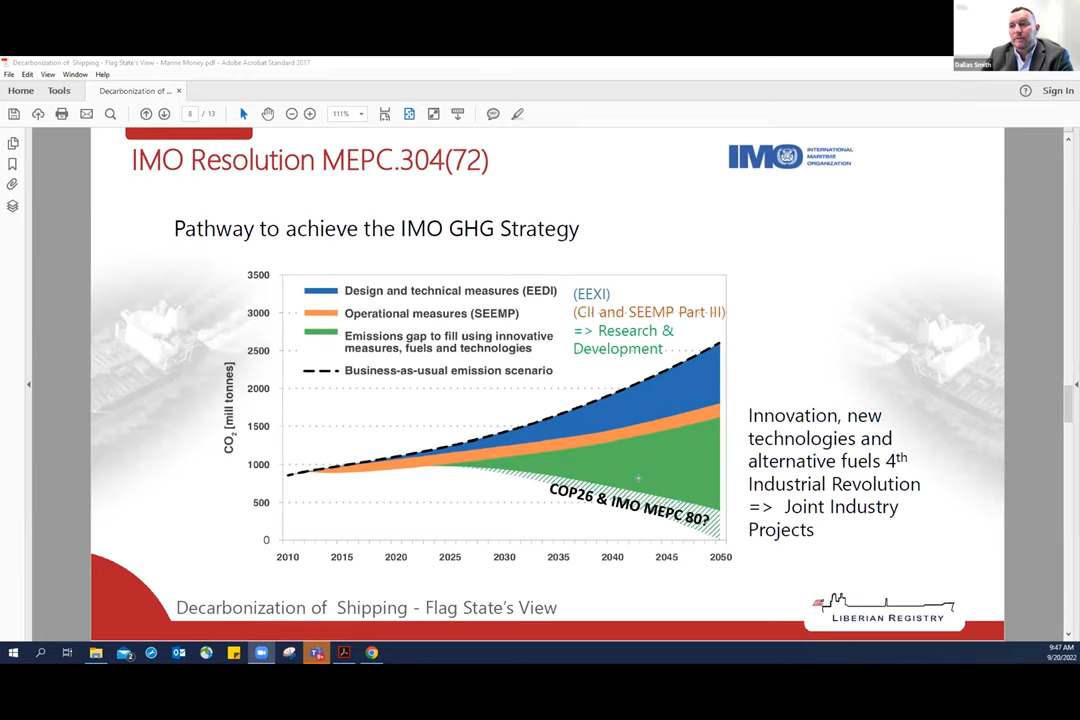 Dallas Smith
Decarbonization of Shipping - Flag State's View - Marine Money.pdf - Adobe Acrobat Standard 2017
File Edit View Window Help
Home Tools Decarbonization of ... × Sign In
8 / 13 111%
IMO Resolution MEPC.304(72)
IMO INTERNATIONAL
MARITIME
ORGANIZATION
Pathway to achieve the IMO GHG Strategy
3500
3000
2500
2000
1500
1000
500
0
CO2 [mill tonnes]
Design and technical measures (EEDI) (EEXI)
Operational measures (SEEMP) (CII and SEEMP Part III)
Emissions gap to fill using innovative
measures, fuels and technologies
=> Research &
Development
Business-as-usual emission scenario
COP26 & IMO MEPC 80?
2010 2015 2020 2025 2030 2035 2040 2045 2050
Innovation, new
technologies and
alternative fuels 4th
Industrial Revolution
=> Joint Industry
Projects
Decarbonization of Shipping - Flag State's View
LIBERIAN REGISTRY
9:47 AM
9/20/2022